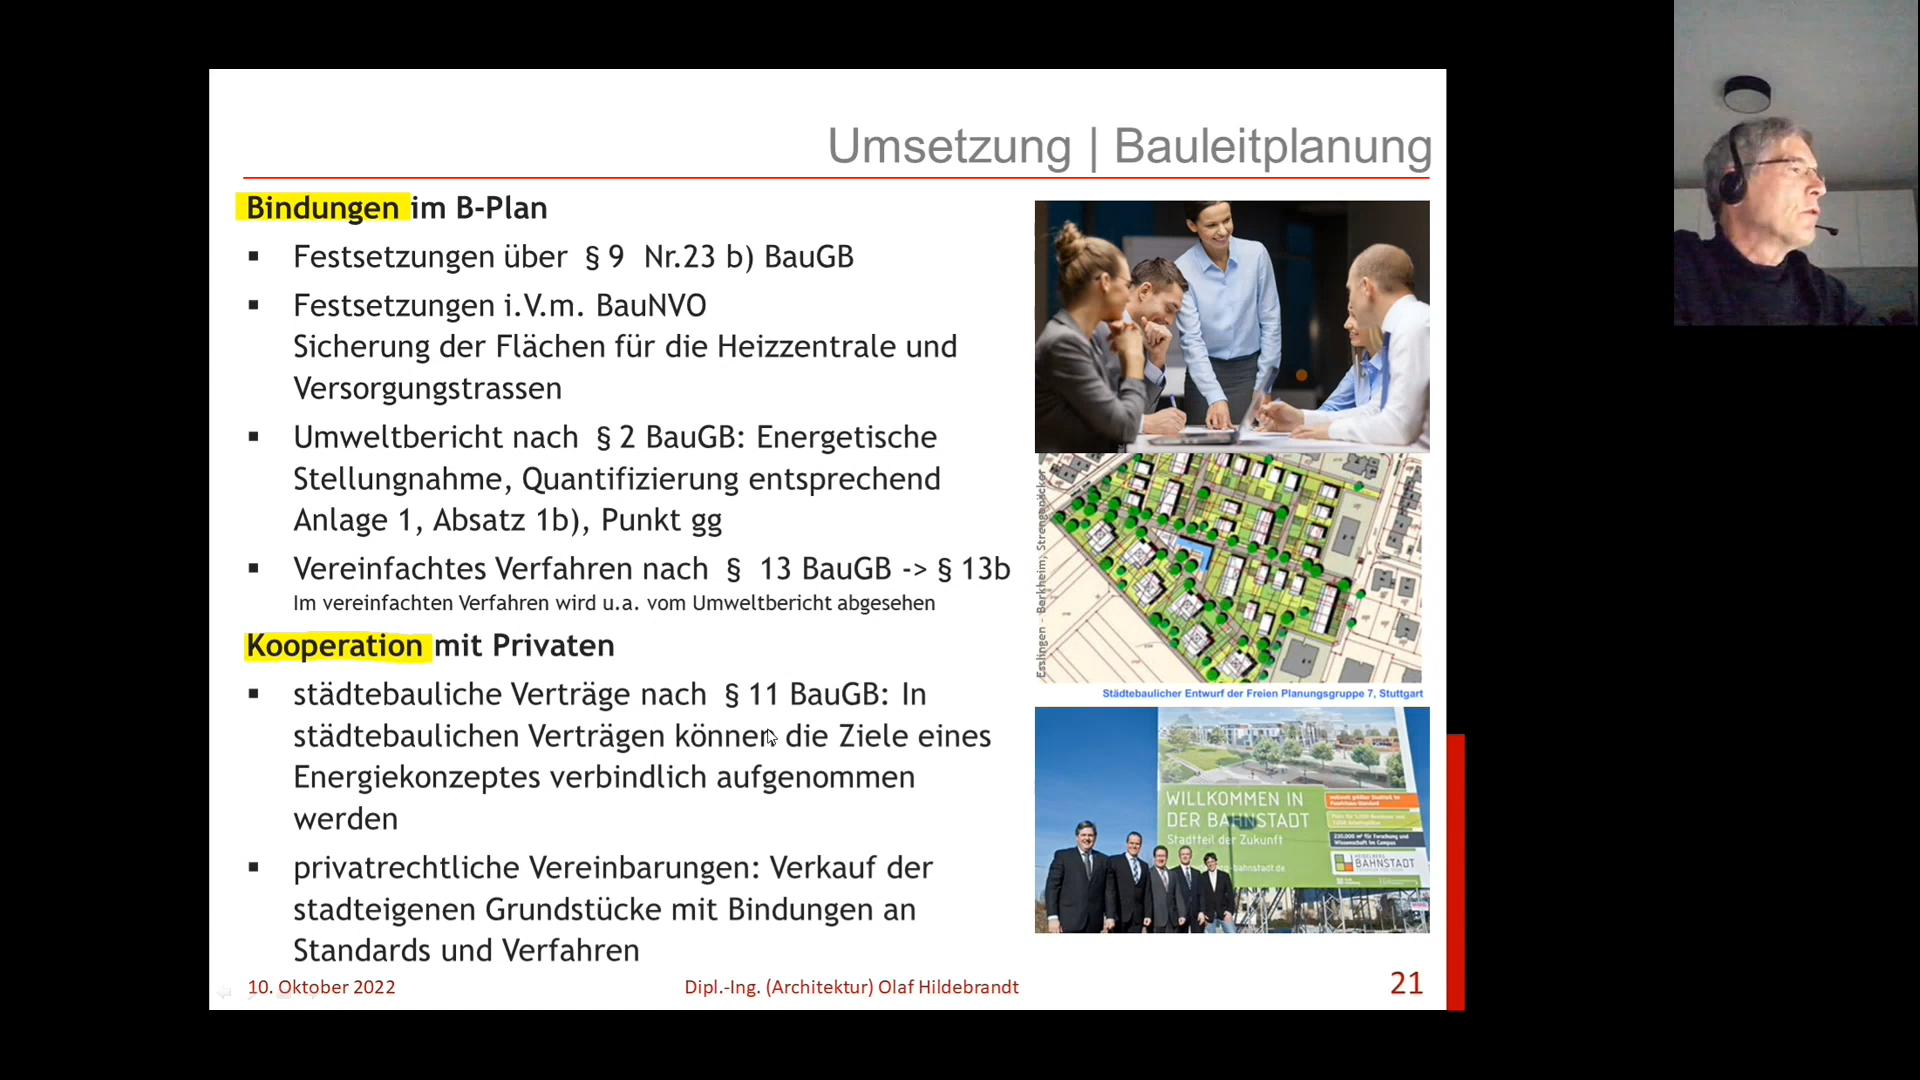 Umsetzung | Bauleitplanung
Bindungen im B-Plan
▪ Festsetzungen über § 9 Nr.23 b) BauGB
▪ Festsetzungen i.V.m. BauNVO
Sicherung der Flächen für die Heizzentrale und
Versorgungstrassen
▪ Umweltbericht nach § 2 BauGB: Energetische
Stellungnahme, Quantifizierung entsprechend
Anlage 1, Absatz 1b), Punkt gg
▪ Vereinfachtes Verfahren nach § 13 BauGB -> § 13b
Im vereinfachten Verfahren wird u.a. vom Umweltbericht abgesehen
Kooperation mit Privaten
▪ städtebauliche Verträge nach § 11 BauGB: In
städtebaulichen Verträgen können die Ziele eines
Energiekonzeptes verbindlich aufgenommen
werden
▪ privatrechtliche Vereinbarungen: Verkauf der
stadteigenen Grundstücke mit Bindungen an
Standards und Verfahren
Esslingen - Berkheim,
Städtebaulicher Entwurf der Freien Planungsgruppe 7, Stuttgart
WILLKOMMEN IN
DER BAHNSTADT
Stadtteil der Zukunft
-bahnstadt.de
HEIDELBERG
BAHNSTADT
10. Oktober 2022
Dipl.-Ing. (Architektur) Olaf Hildebrandt
21